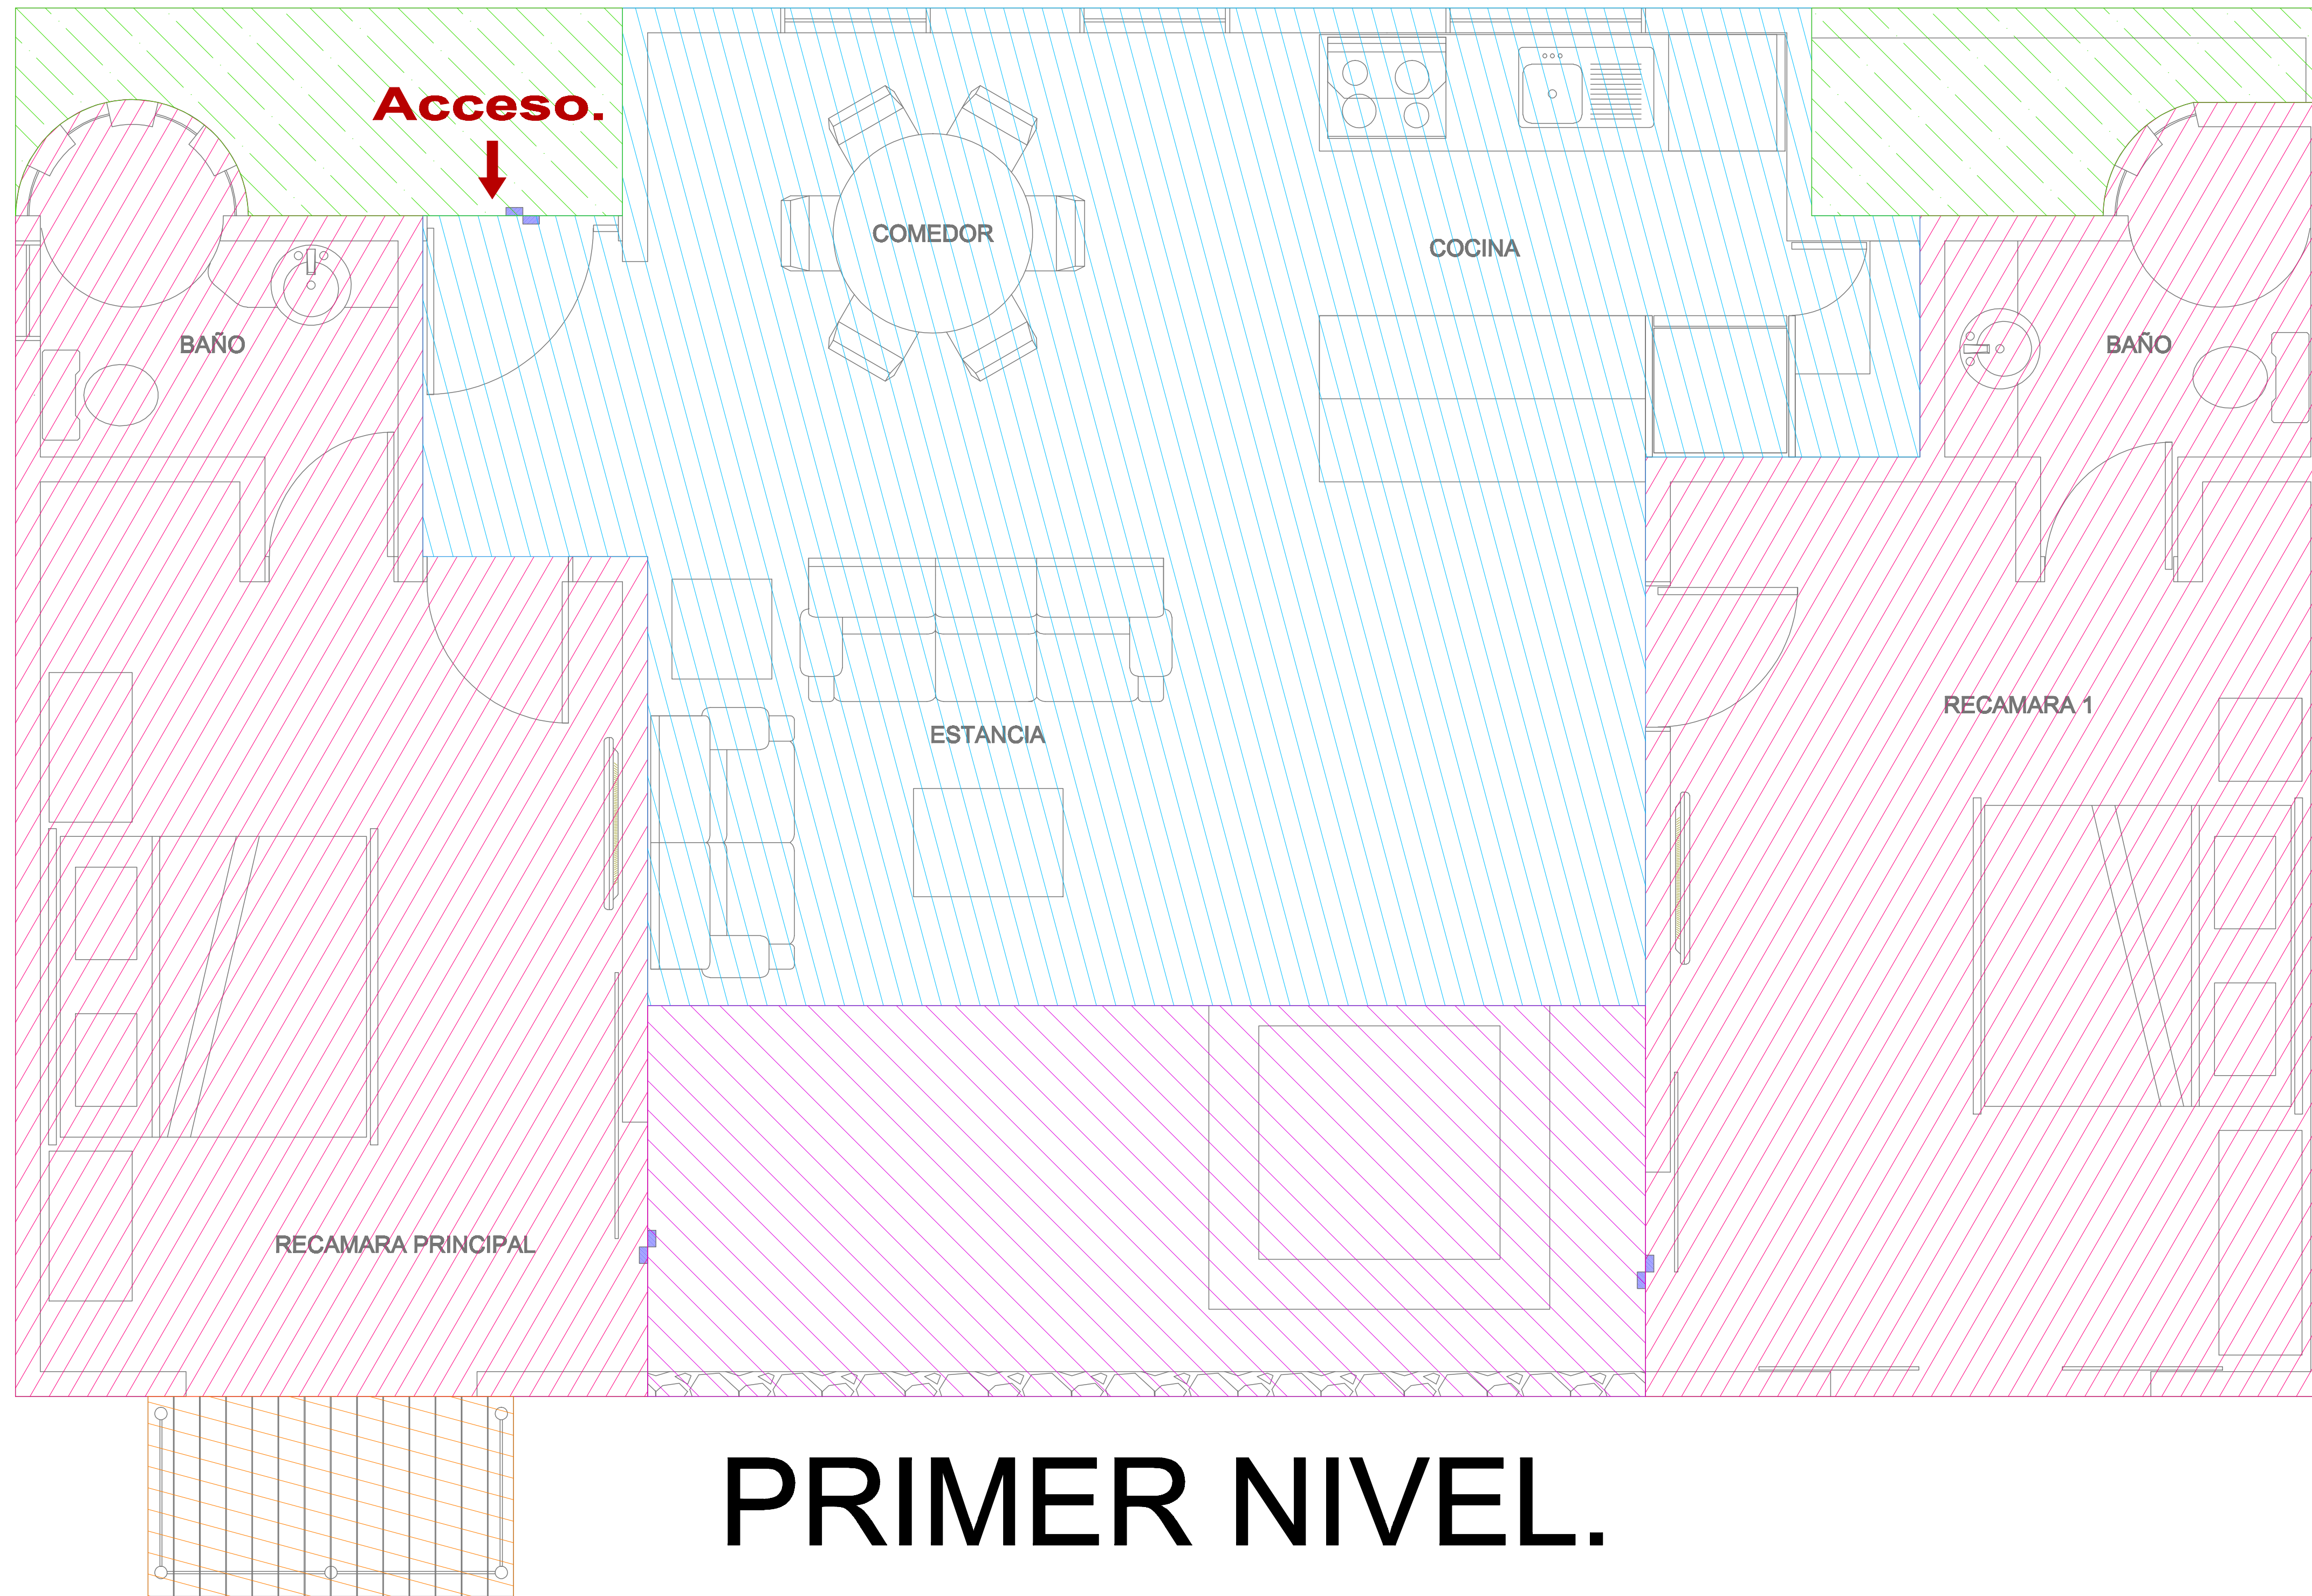 Acceso.
COMEDOR
COCINA
BAÑO
BAÑO
RECAMARA 1
ESTANCIA
RECAMARA PRINCIPAL
PRIMER NIVEL.